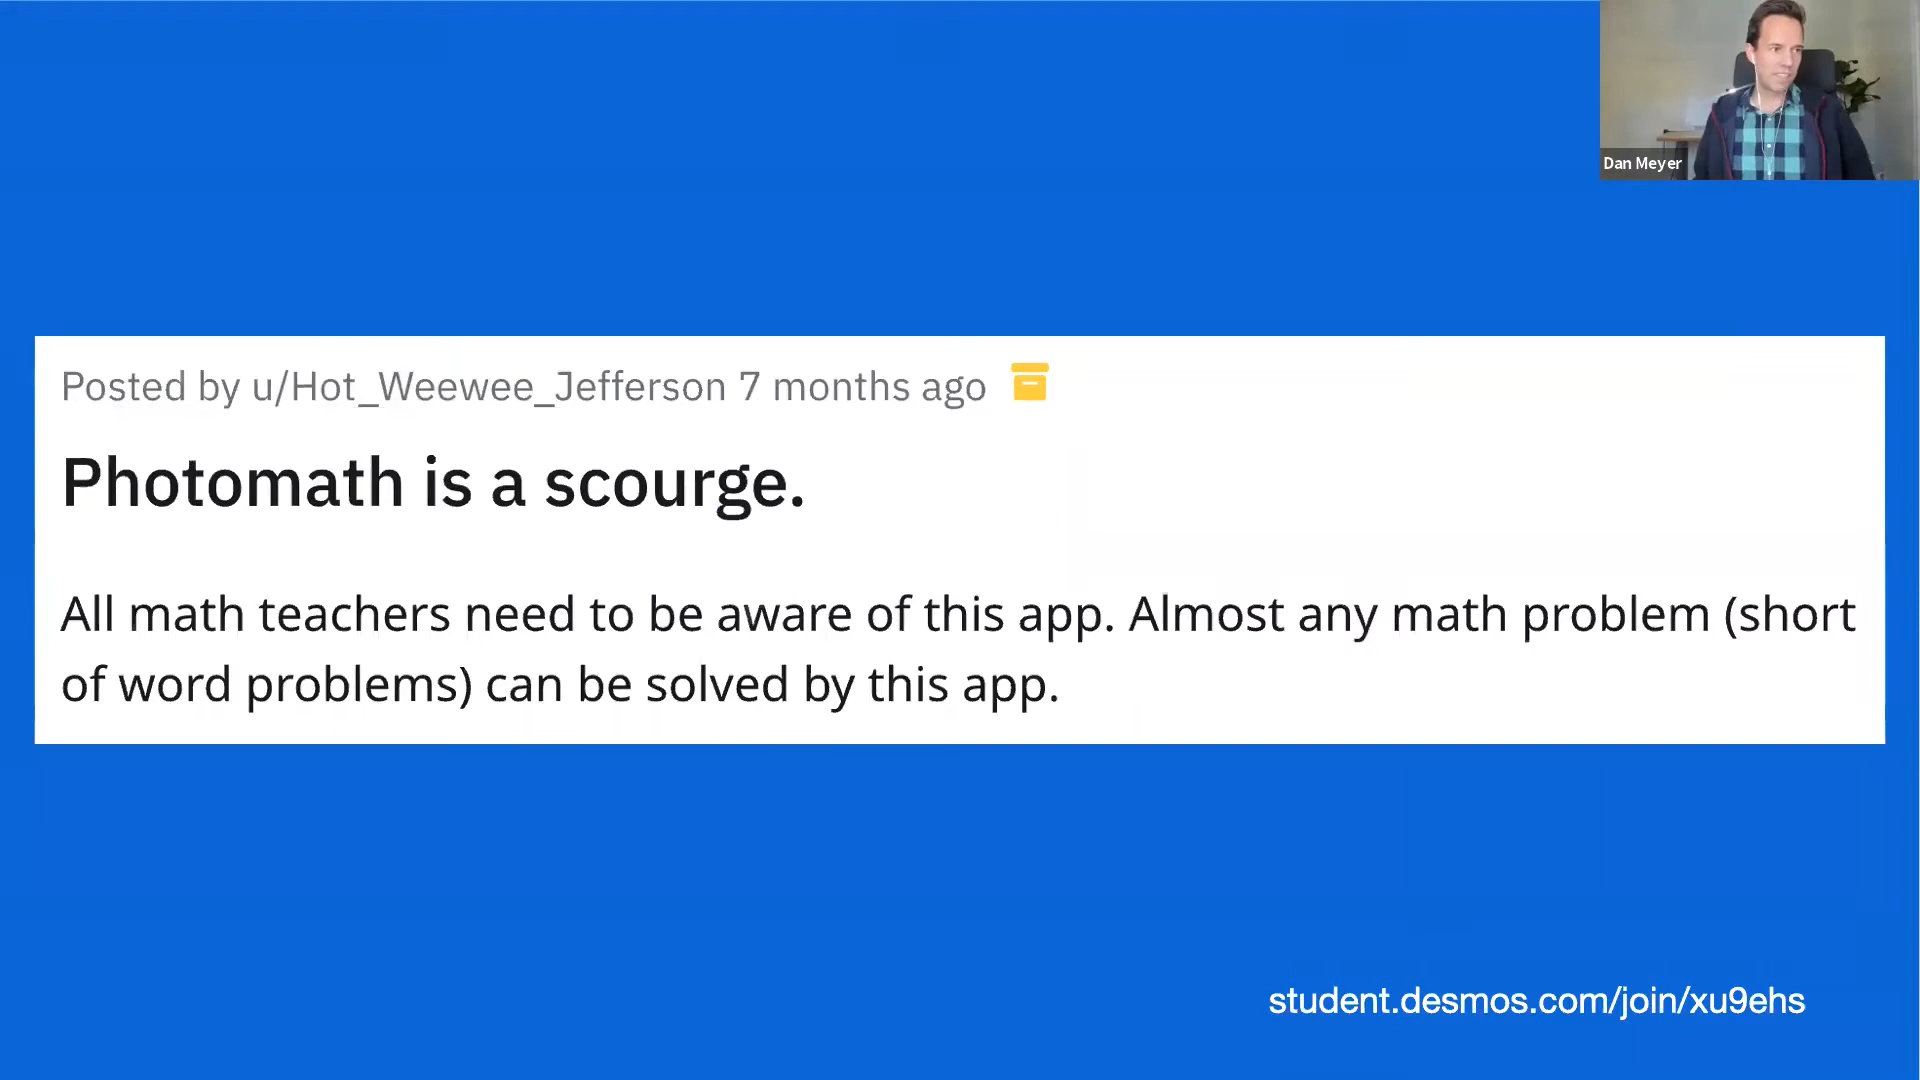 Dan Meyer
Posted by u/Hot_Weewee_Jefferson 7 months ago
Photomath is a scourge.
All math teachers need to be aware of this app. Almost any math problem (short
of word problems) can be solved by this app.
student.desmos.com/join/xu9ehs